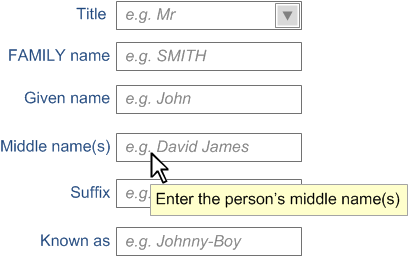 Title e.g. Mr
FAMILY name e.g. SMITH
Given name e.g. John
Middle name(s) e.g. David James
Suffix e.g.
Enter the person's middle name(s)
Known as e.g. Johnny-Boy